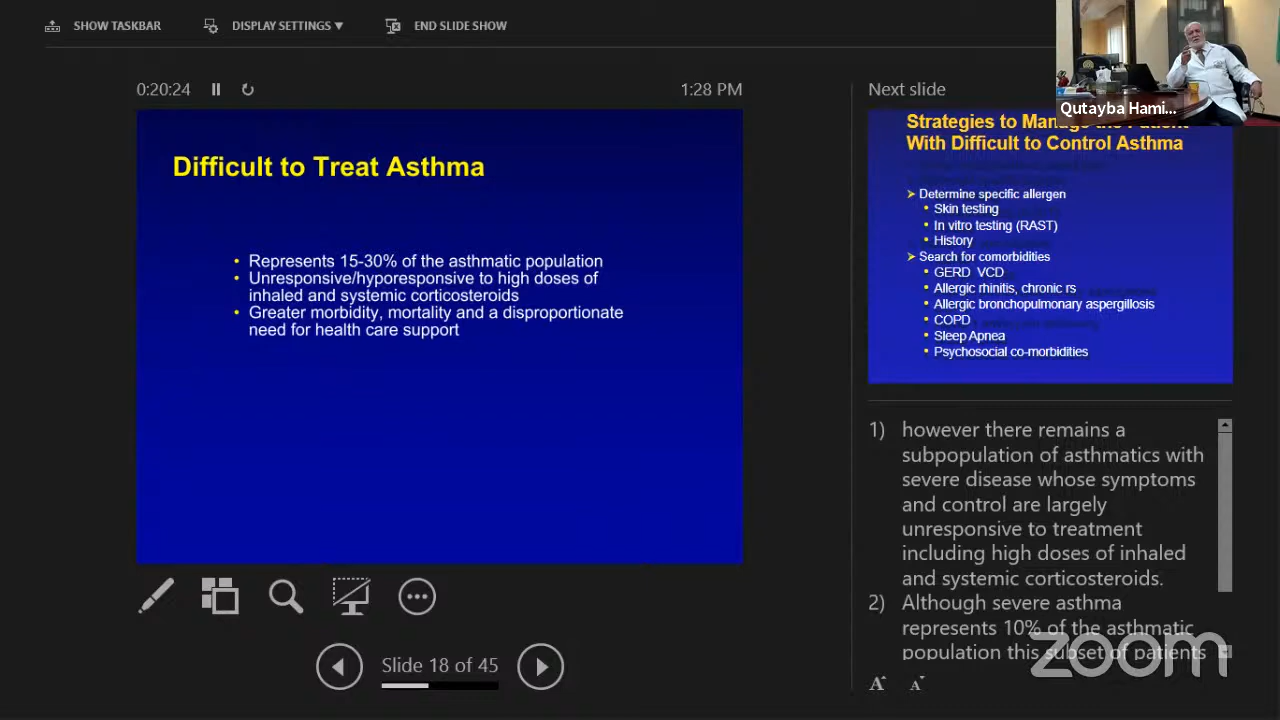 SHOW TASKBAR
DISPLAY SETTINGS ▼
END SLIDE SHOW
0:20:24
1:28 PM
Difficult to Treat Asthma
• Represents 15-30% of the asthmatic population
• Unresponsive/hyporesponsive to high doses of
inhaled and systemic corticosteroids
• Greater morbidity, mortality and a disproportionate
need for health care support
Slide 18 of 45
Next slide
Qutayba Hami...
Strategies to Manage the Patient
With Difficult to Control Asthma
➤ Determine specific allergen
• Skin testing
• In vitro testing (RAST)
• History
➤ Search for comorbidities
• GERD VCD
• Allergic rhinitis, chronic rs
• Allergic bronchopulmonary aspergillosis
• COPD
• Sleep Apnea
• Psychosocial co-morbidities
1) however there remains a
subpopulation of asthmatics with
severe disease whose symptoms
and control are largely
unresponsive to treatment
including high doses of inhaled
and systemic corticosteroids.
2) Although severe asthma
represents 10% of the asthmatic
population this subset of patients
zoom
A A